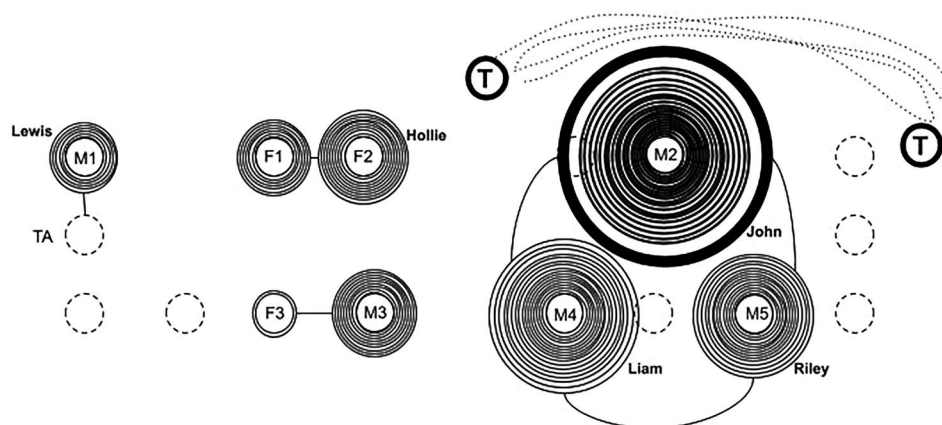 T
Lewis
M1
F1
F2
Hollie
M2
T
TA
John
F3
M3
M4
M5
Liam
Riley